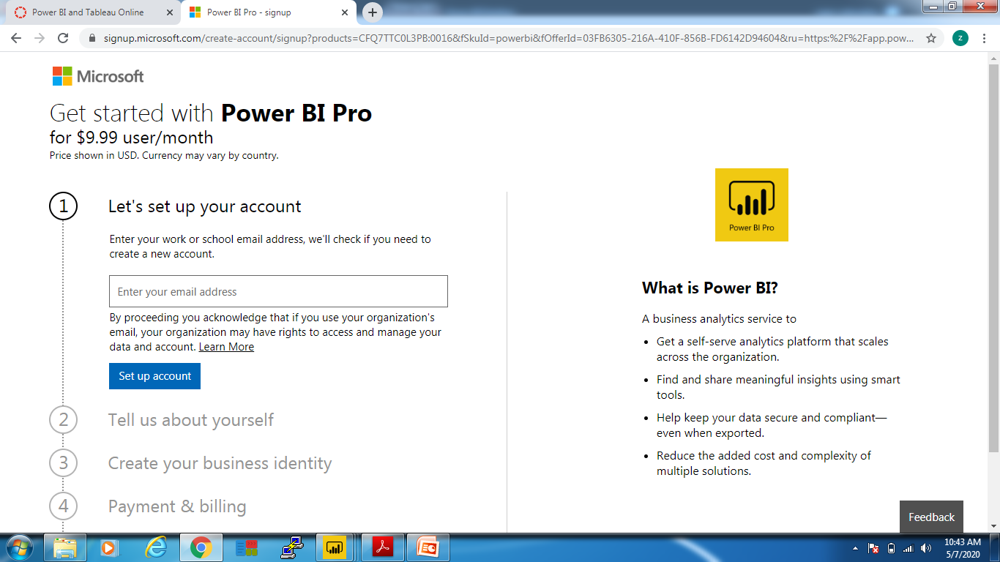 Power BI and Tableau Online
Power BI Pro - signup
signup.microsoft.com/create-account/signup?products=CFQ7TTC0L3PB:0016&fSkuId=powerbi&fOfferId=03FB6305-216A-410F-856B-FD6142D94604&ru=https:%2F%2Fapp.pow...
z
Microsoft
Get started with Power BI Pro
for $9.99 user/month
Price shown in USD. Currency may vary by country.
1 Let's set up your account
Enter your work or school email address, we'll check if you need to
create a new account.
Enter your email address
By proceeding you acknowledge that if you use your organization's
email, your organization may have rights to access and manage your
data and account. Learn More
Set up account
2 Tell us about yourself
3 Create your business identity
4 Payment & billing
Power BI Pro
What is Power BI?
A business analytics service to
• Get a self-serve analytics platform that scales
across the organization.
• Find and share meaningful insights using smart
tools.
• Help keep your data secure and compliant—
even when exported.
• Reduce the added cost and complexity of
multiple solutions.
Feedback
10:43 AM
5/7/2020